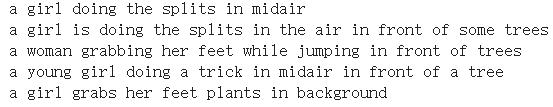 a girl doing the splits in midair
a girl is doing the splits in the air in front of some trees
a woman grabbing her feet while jumping in front of trees
a young girl doing a trick in midair in front of a tree
a girl grabs her feet plants in background